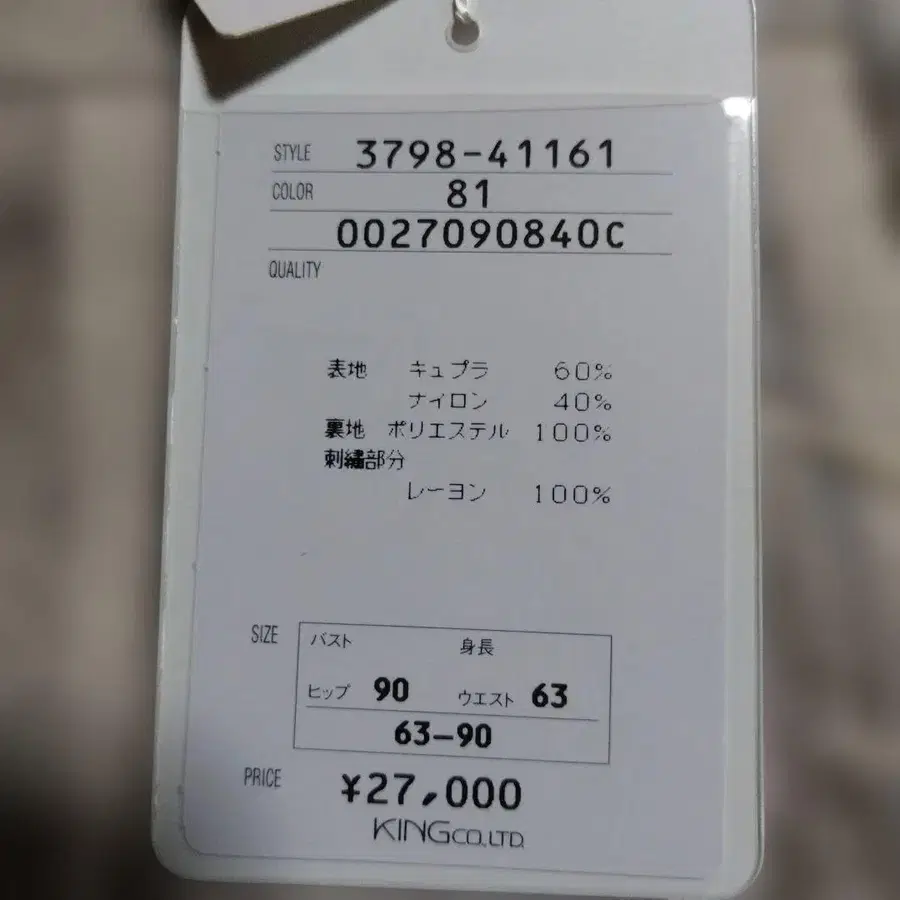 STYLE 3798-41161
COLOR 81
0027090840C
QUALITY
表地 キュプラ 60%
ナイロン 40%
裏地 ポリエステル 100%
刺繍部分
レーヨン 100%
SIZE バスト 身長
ヒップ 90 ウエスト 63
63-90
PRICE ¥27,000
KING CO., LTD.